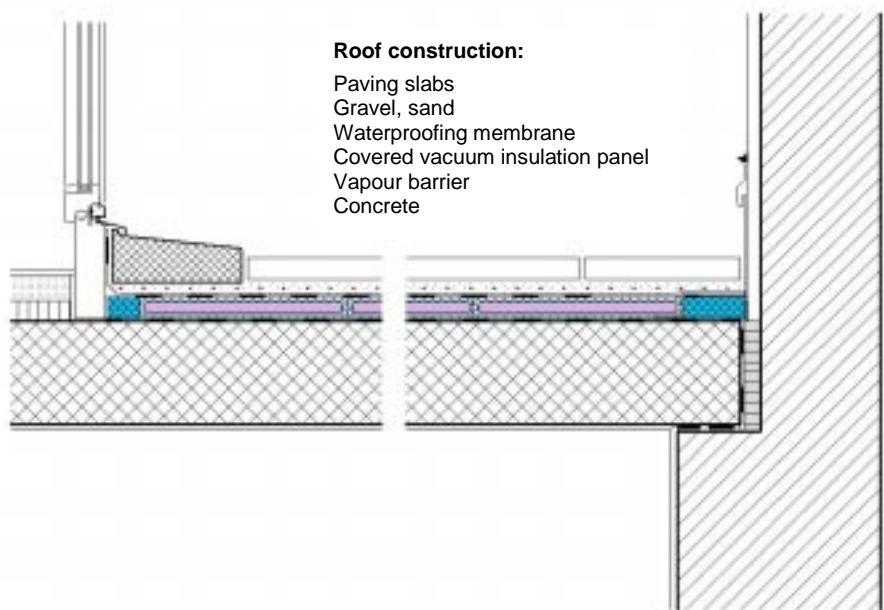 Roof construction:
Paving slabs
Gravel, sand
Waterproofing membrane
Covered vacuum insulation panel
Vapour barrier
Concrete